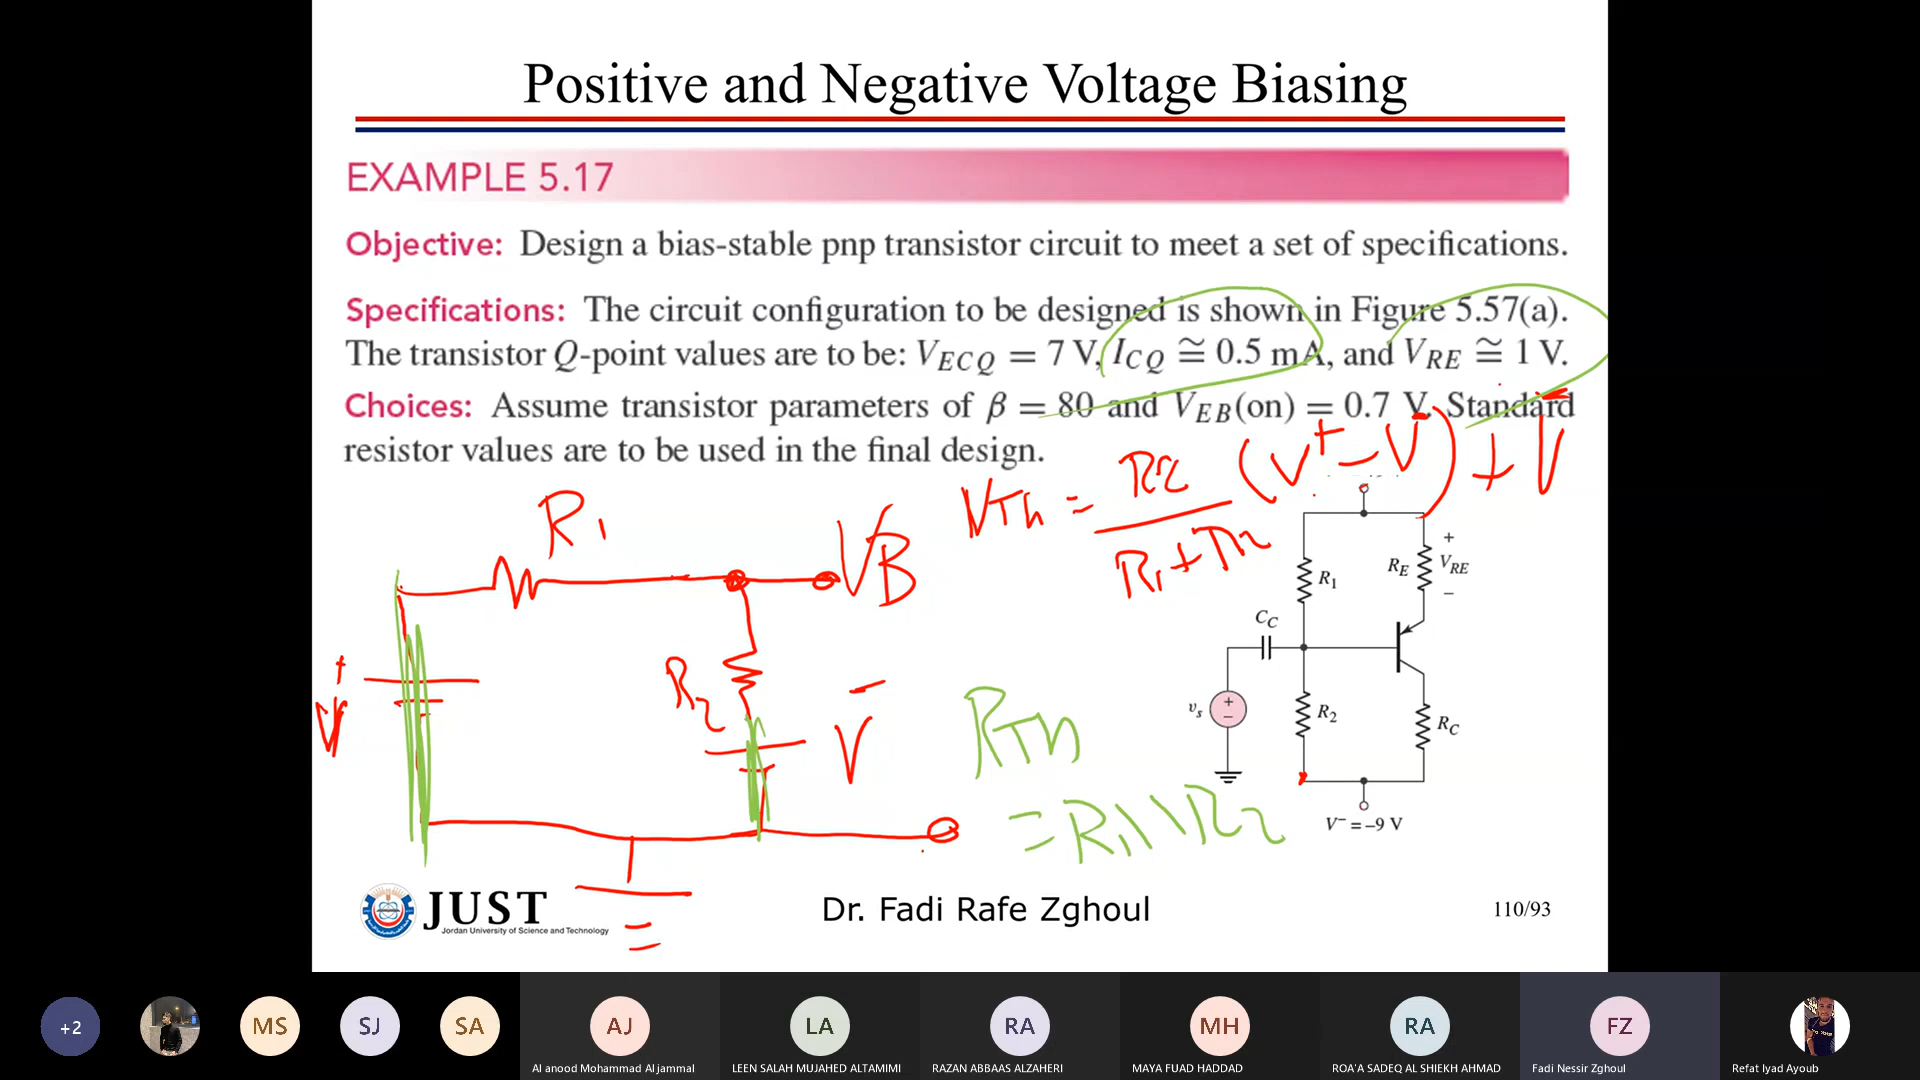 Positive and Negative Voltage Biasing
EXAMPLE 5.17
Objective: Design a bias-stable pnp transistor circuit to meet a set of specifications.
Specifications: The circuit configuration to be designed is shown in Figure 5.57(a).
The transistor Q-point values are to be: VECQ = 7 V, ICQ ≅ 0.5 mA, and VRE ≅ 1 V.
Choices: Assume transistor parameters of β = 80 and VEB(on) = 0.7 V. Standard
resistor values are to be used in the final design.
VTh = R2 / (R1 + R2) (V+ − V−) + V−
R1
VB
R2
V+
V−
RTh
= R1 \\ R2
+
RE VRE
−
R1
CC
vs
+
−
R2
RC
V− = −9 V
JUST
Jordan University of Science and Technology
Dr. Fadi Rafe Zghoul
110/93
+2
MS
SJ
SA
AJ
Al anood Mohammad Al jammal
LA
LEEN SALAH MUJAHED ALTAMIMI
RA
RAZAN ABBAAS ALZAHERI
MH
MAYA FUAD HADDAD
RA
ROA'A SADEQ AL SHIEKH AHMAD
FZ
Fadi Nessir Zghoul
Refat Iyad Ayoub